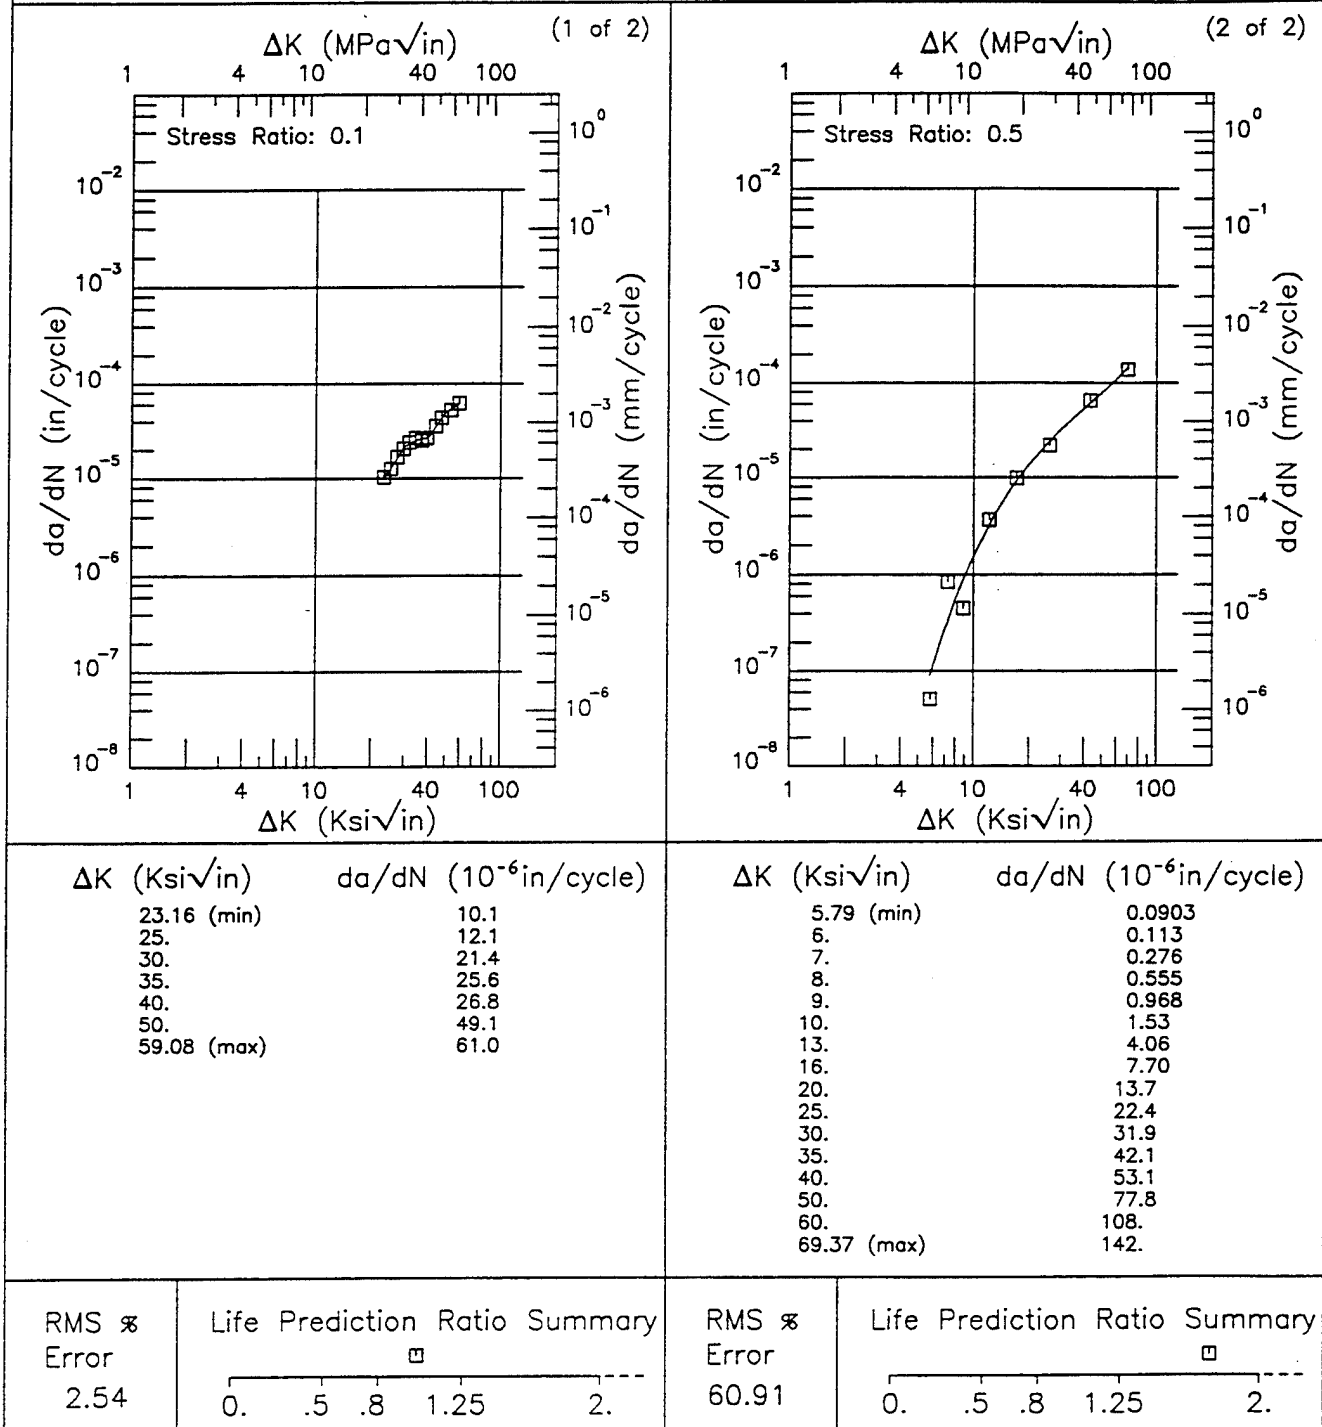 (1 of 2)
ΔK (MPa√in)
1 4 10 40 100
Stress Ratio: 0.1
10⁻²
10⁻³
10⁻⁴
10⁻⁵
10⁻⁶
10⁻⁷
10⁻⁸
da/dN (in/cycle)
10⁰
10⁻¹
10⁻²
10⁻³
10⁻⁴
10⁻⁵
10⁻⁶
da/dN (mm/cycle)
1 4 10 40 100
ΔK (Ksi√in)
ΔK (Ksi√in) da/dN (10⁻⁶in/cycle)
23.16 (min) 10.1
25. 12.1
30. 21.4
35. 25.6
40. 26.8
50. 49.1
59.08 (max) 61.0
RMS %
Error
2.54
Life Prediction Ratio Summary
0. .5 .8 1.25 2.
(2 of 2)
ΔK (MPa√in)
1 4 10 40 100
Stress Ratio: 0.5
10⁻²
10⁻³
10⁻⁴
10⁻⁵
10⁻⁶
10⁻⁷
10⁻⁸
da/dN (in/cycle)
10⁰
10⁻¹
10⁻²
10⁻³
10⁻⁴
10⁻⁵
10⁻⁶
da/dN (mm/cycle)
1 4 10 40 100
ΔK (Ksi√in)
ΔK (Ksi√in) da/dN (10⁻⁶in/cycle)
5.79 (min) 0.0903
6. 0.113
7. 0.276
8. 0.555
9. 0.968
10. 1.53
13. 4.06
16. 7.70
20. 13.7
25. 22.4
30. 31.9
35. 42.1
40. 53.1
50. 77.8
60. 108.
69.37 (max) 142.
RMS %
Error
60.91
Life Prediction Ratio Summary
0. .5 .8 1.25 2.